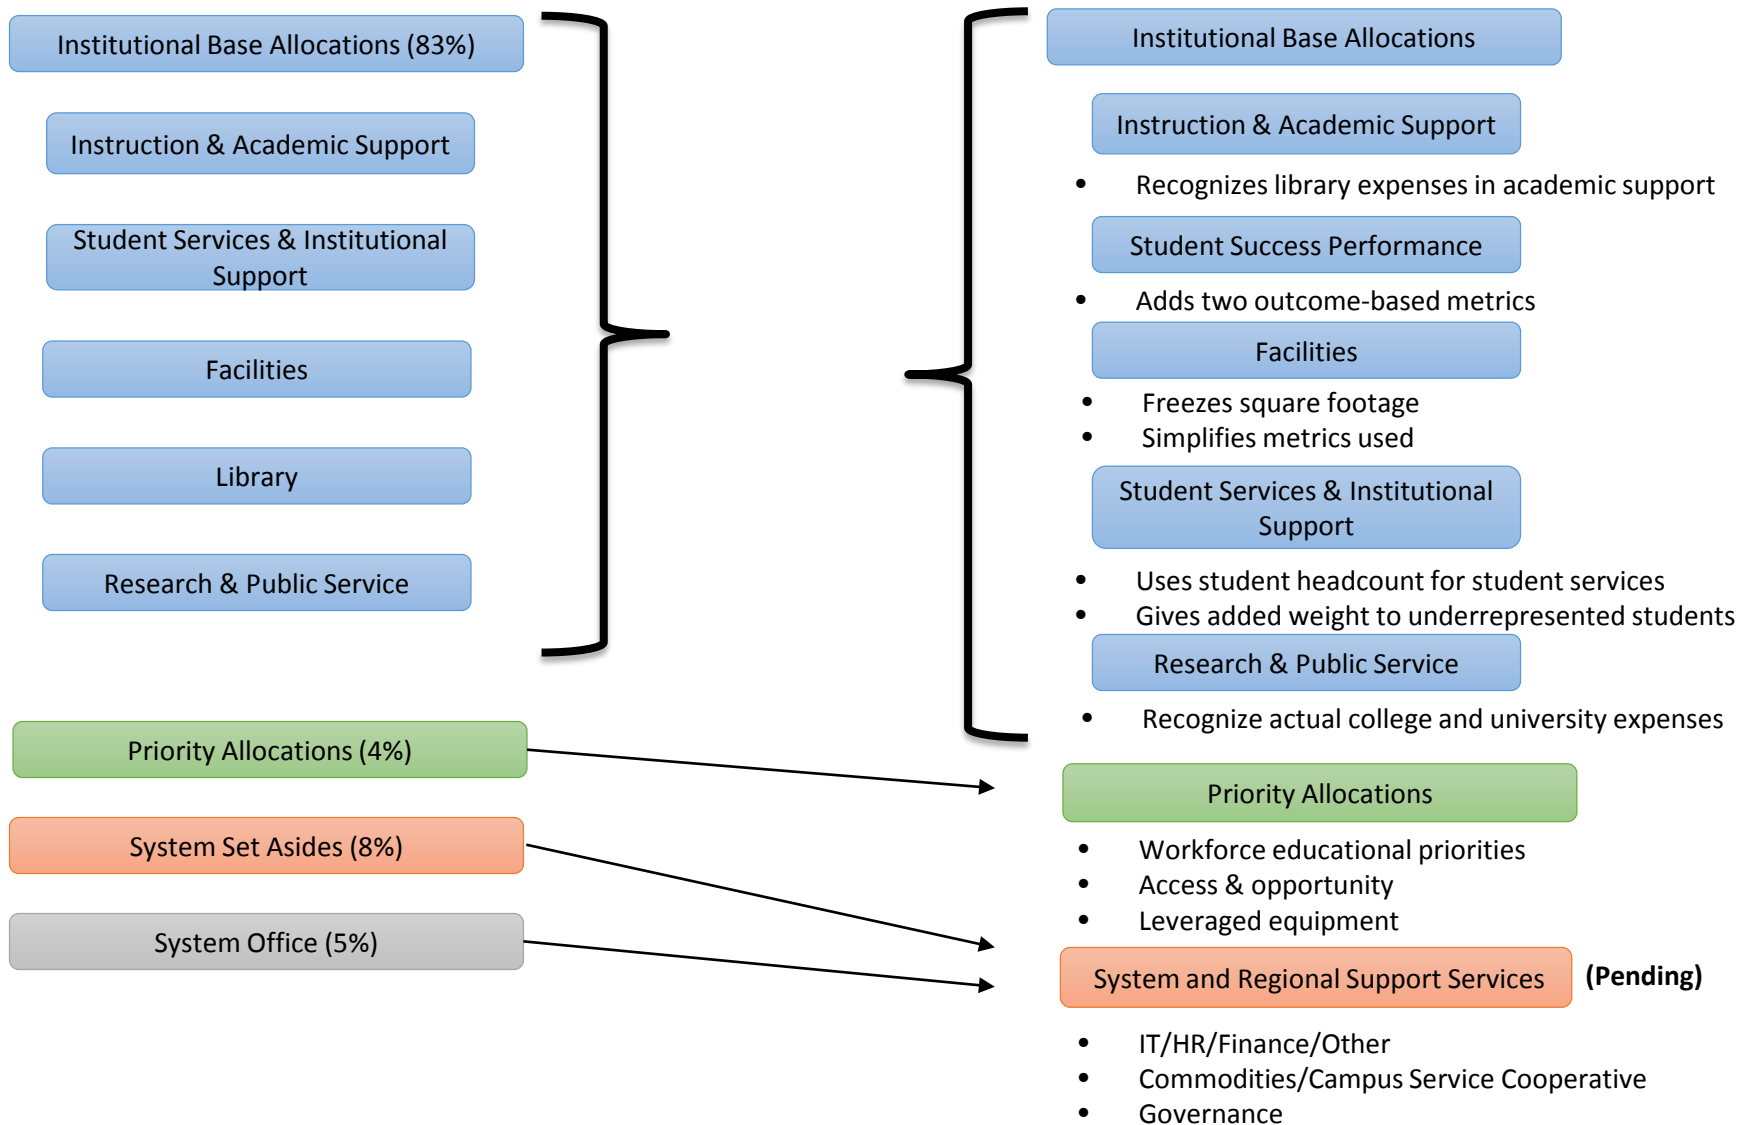 Institutional Base Allocations (83%)
Instruction & Academic Support
Student Services & Institutional
Support
Facilities
Library
Research & Public Service
Priority Allocations (4%)
System Set Asides (8%)
System Office (5%)
Institutional Base Allocations
Instruction & Academic Support
• Recognizes library expenses in academic support
Student Success Performance
• Adds two outcome-based metrics
Facilities
• Freezes square footage
• Simplifies metrics used
Student Services & Institutional
Support
• Uses student headcount for student services
• Gives added weight to underrepresented students
Research & Public Service
• Recognize actual college and university expenses
Priority Allocations
• Workforce educational priorities
• Access & opportunity
• Leveraged equipment
System and Regional Support Services (Pending)
• IT/HR/Finance/Other
• Commodities/Campus Service Cooperative
• Governance